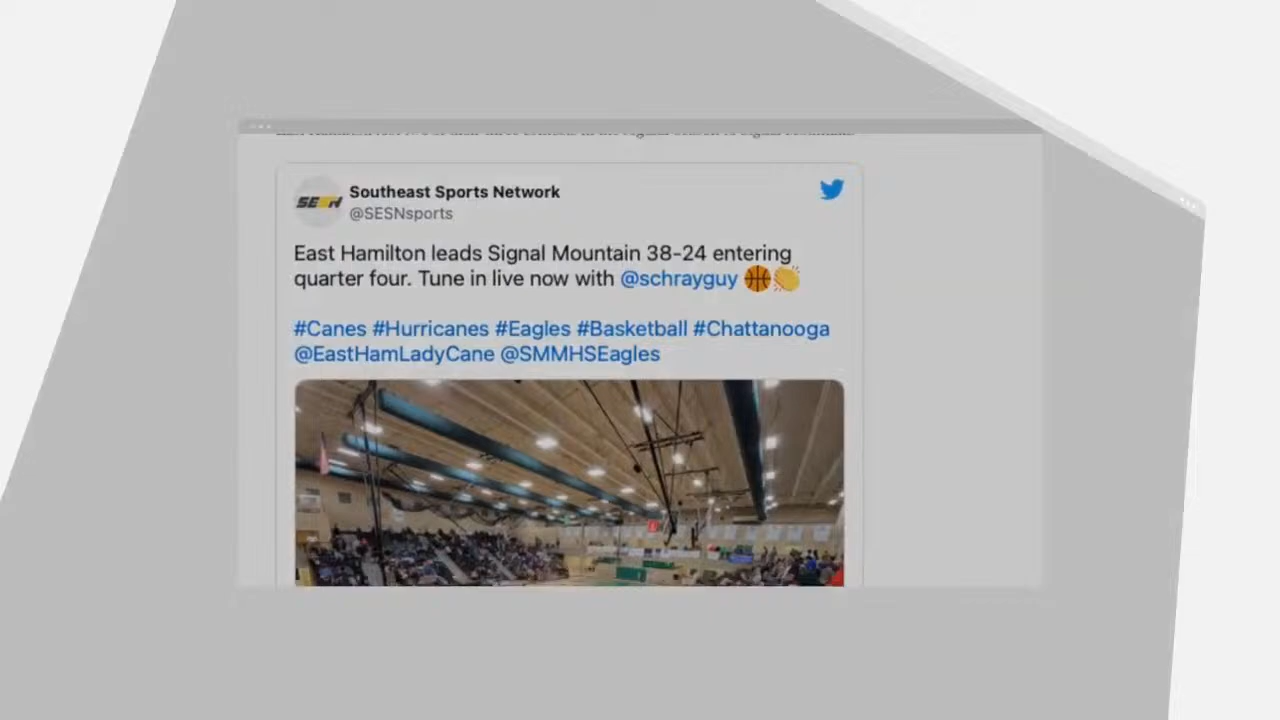 SESN
Southeast Sports Network
@SESNsports
East Hamilton leads Signal Mountain 38-24 entering
quarter four. Tune in live now with @schrayguy 🏀👏
#Canes #Hurricanes #Eagles #Basketball #Chattanooga
@EastHamLadyCane @SMMHSEagles